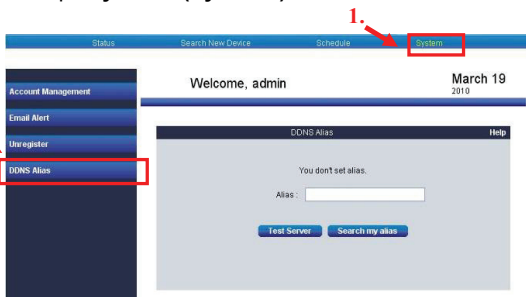 1.
Status Search New Device Schedule System
Welcome, admin
March 19
2010
Account Management
Email Alert
Unregister
DDNS Alias
DDNS Alias Help
You don't set alias.
Alias :
Test Server Search my alias